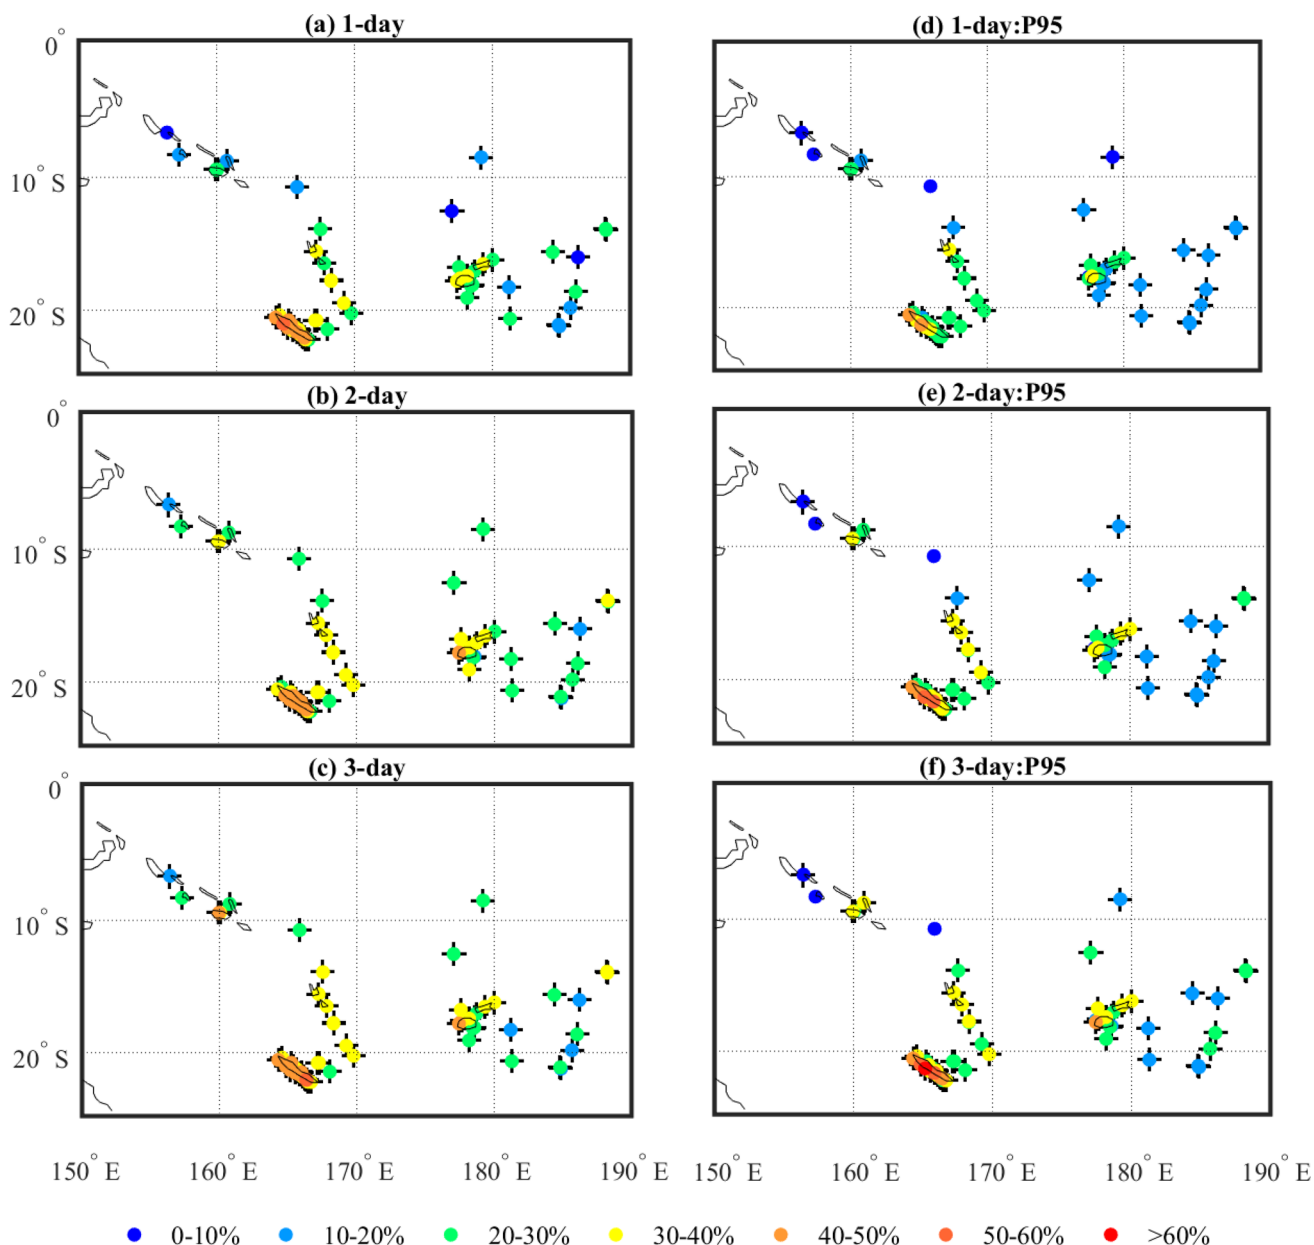 (a) 1-day
(d) 1-day:P95
0°
10° S
20° S
(b) 2-day
(e) 2-day:P95
0°
10° S
20° S
(c) 3-day
(f) 3-day:P95
0°
10° S
20° S
150° E 160° E 170° E 180° E 190° E 150° E 160° E 170° E 180° E 190° E
0-10% 10-20% 20-30% 30-40% 40-50% 50-60% >60%